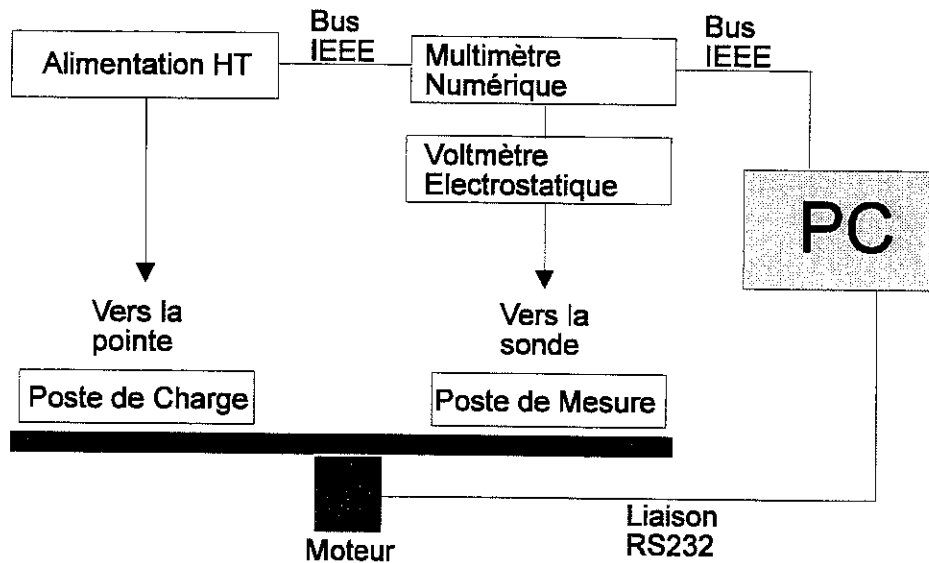 Bus
IEEE
Bus
IEEE
Alimentation HT
Multimètre
Numérique
Voltmètre
Electrostatique
PC
Vers la
pointe
Vers la
sonde
Poste de Charge
Poste de Mesure
Moteur
Liaison
RS232